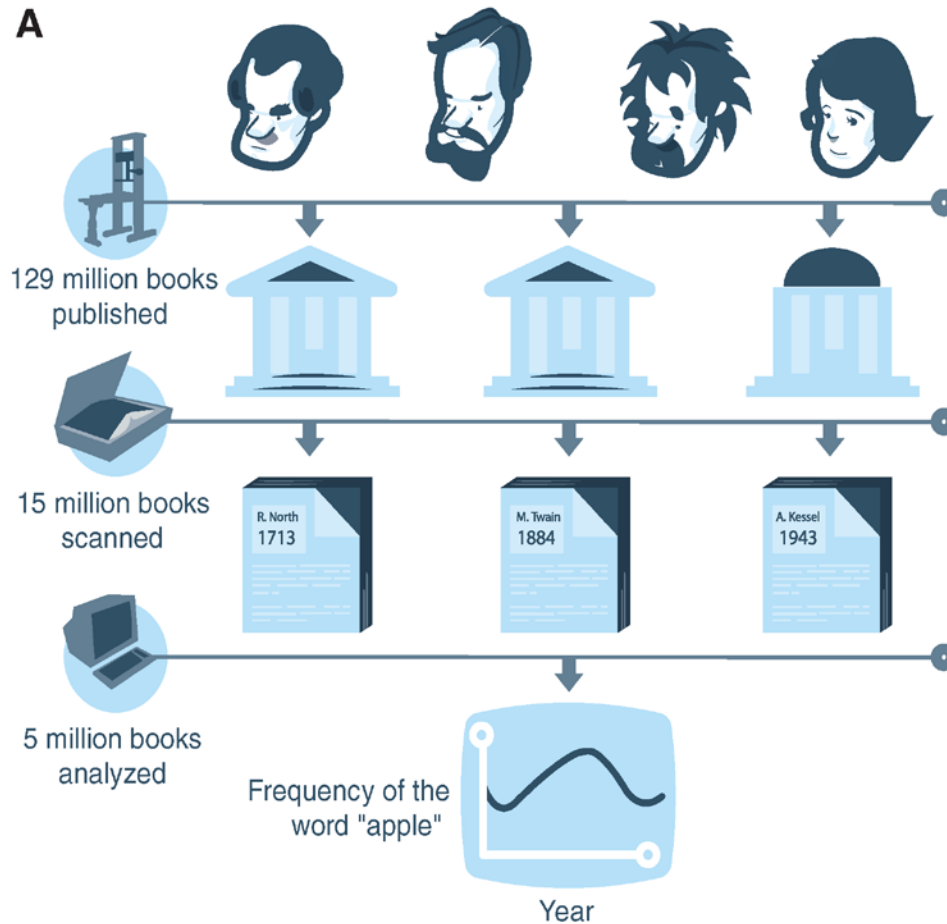 A
129 million books
published
15 million books
scanned
R. North
1713
M. Twain
1884
A. Kessel
1943
5 million books
analyzed
Frequency of the
word "apple"
Year